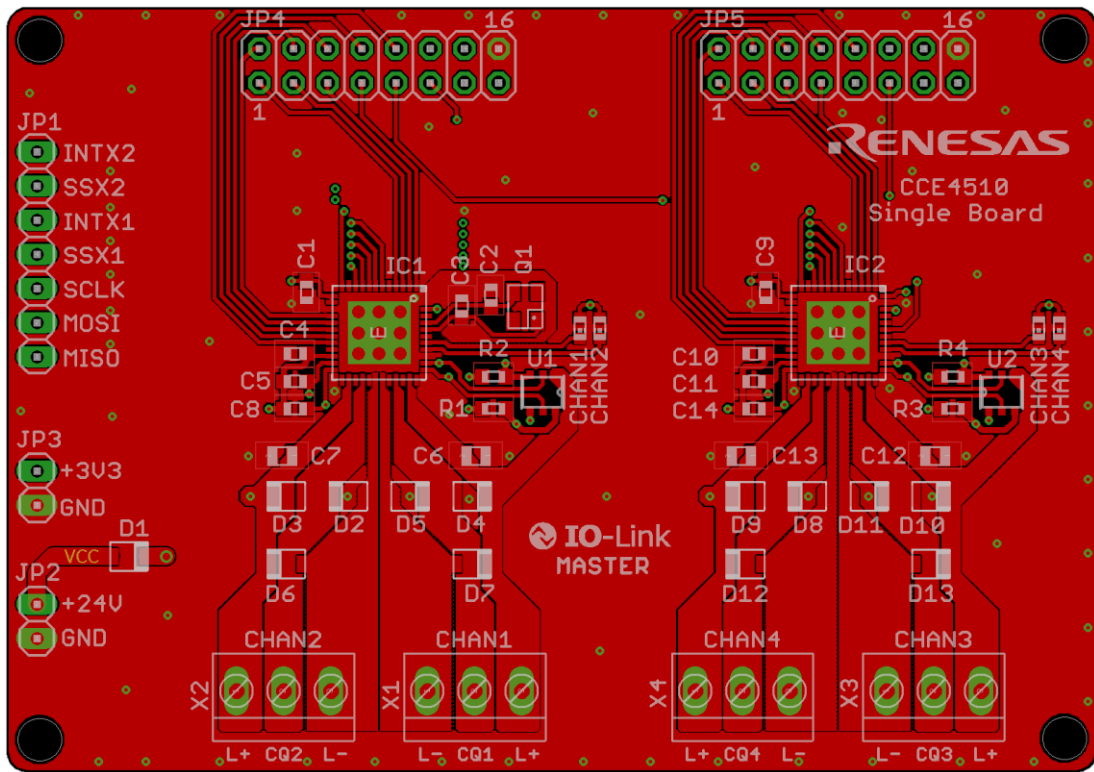 JP4
16
JP5
16
1
1
JP1
INTX2
SSX2
INTX1
SSX1
SCLK
MOSI
MISO
RENESAS
CCE4510
Single Board
C1
IC1
C3
C2
Q1
C9
IC2
C4
C5
C8
R2
U1
R1
CHAN1
CHAN2
C10
C11
C14
R4
U2
R3
CHAN3
CHAN4
JP3
+3V3
GND
C7
C6
C13
C12
D3
D2
D5
D4
D9
D8
D11
D10
D1
VCC
IO-Link
MASTER
JP2
+24V
GND
D6
D7
D12
D13
CHAN2
CHAN1
CHAN4
CHAN3
X2
X1
X4
X3
L+ CQ2 L-
L- CQ1 L+
L+ CQ4 L-
L- CQ3 L+